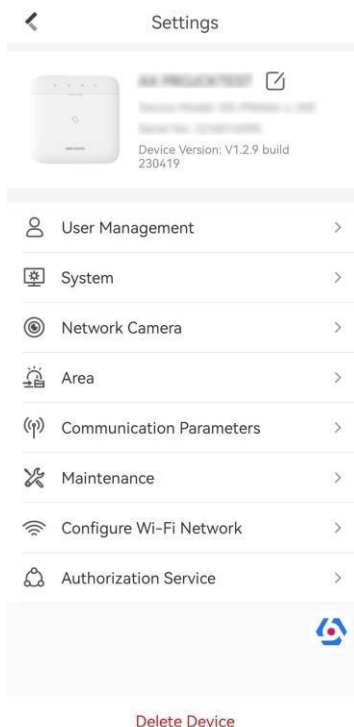 Settings
Device Version: V1.2.9 build
230419
User Management
System
Network Camera
Area
Communication Parameters
Maintenance
Configure Wi-Fi Network
Authorization Service
Delete Device